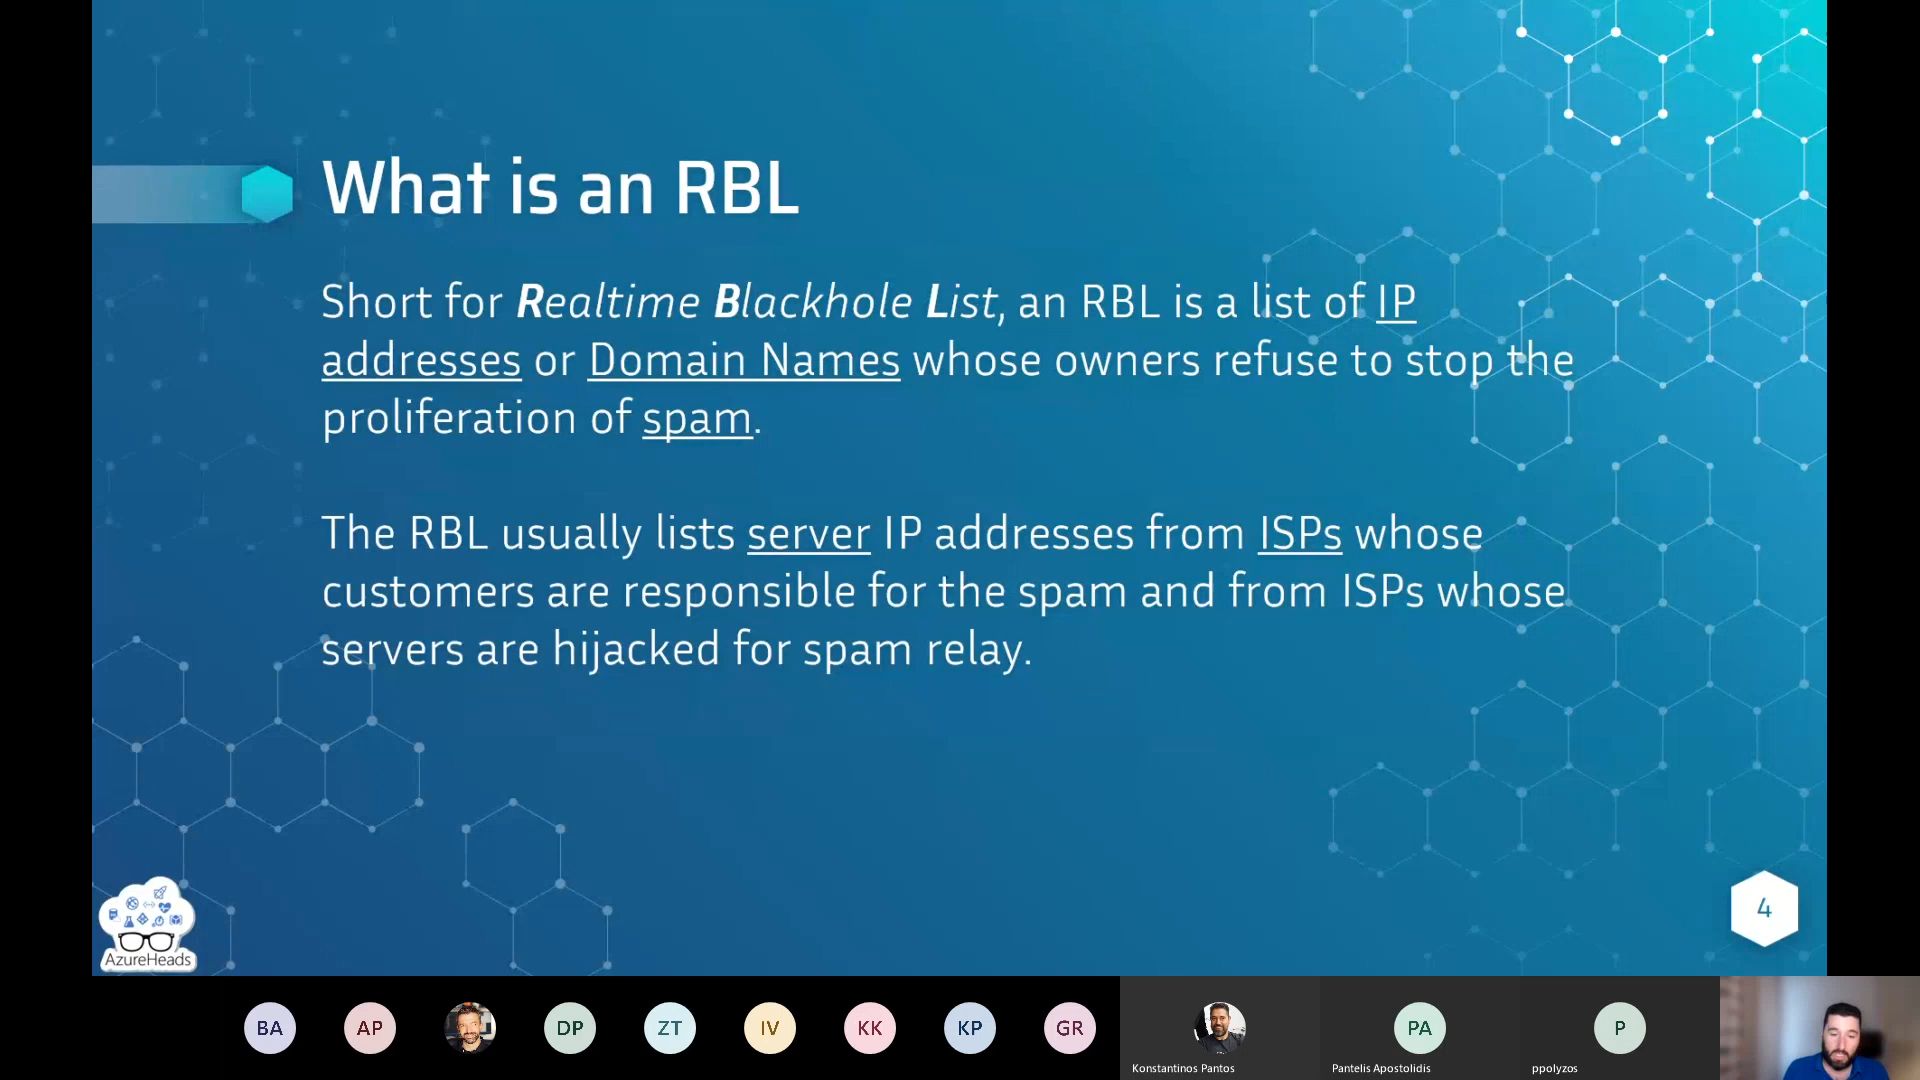 What is an RBL
Short for Realtime Blackhole List, an RBL is a list of IP
addresses or Domain Names whose owners refuse to stop the
proliferation of spam.
The RBL usually lists server IP addresses from ISPs whose
customers are responsible for the spam and from ISPs whose
servers are hijacked for spam relay.
AzureHeads
4
BA
AP
DP
ZT
IV
KK
KP
GR
Konstantinos Pantos
PA
Pantelis Apostolidis
P
ppolyzos